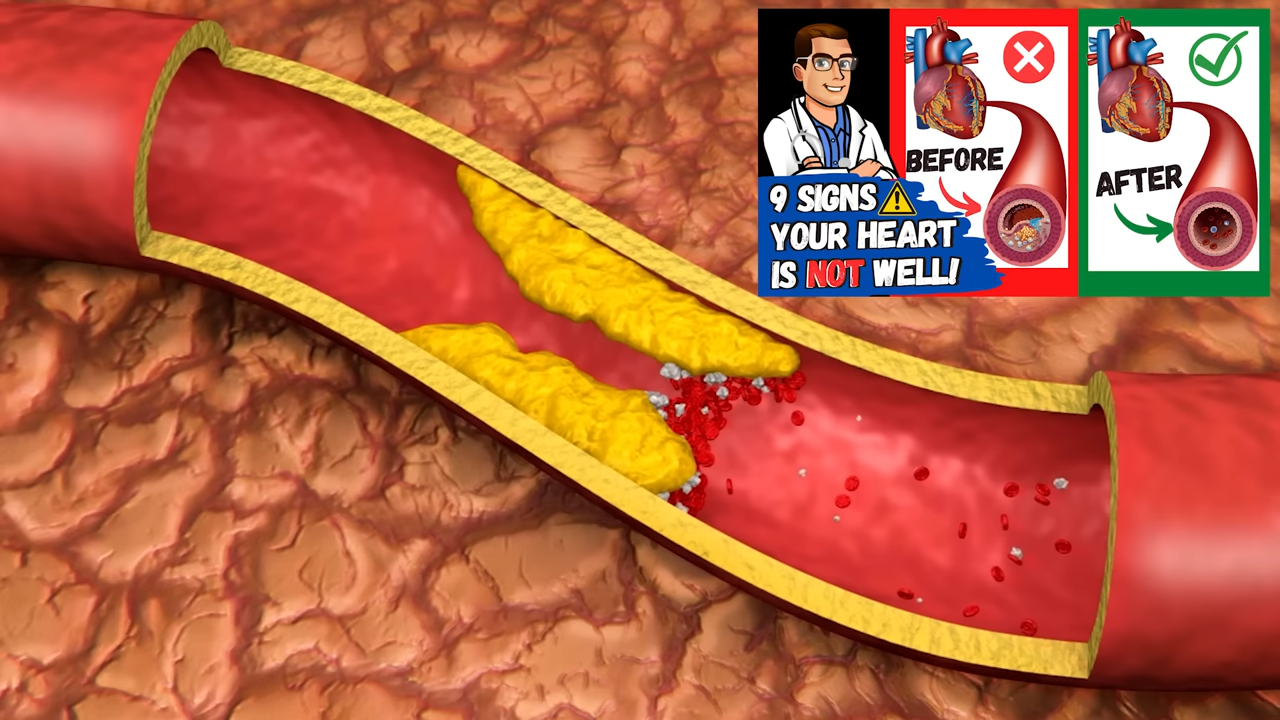 9 SIGNS
YOUR HEART
IS NOT WELL!
BEFORE
AFTER